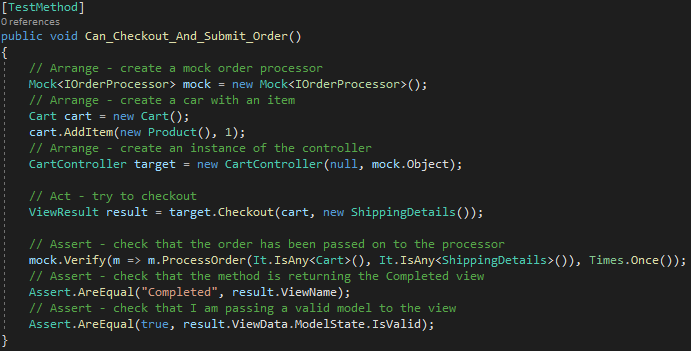 [TestMethod]
0 references
public void Can_Checkout_And_Submit_Order()
{
// Arrange - create a mock order processor
Mock<IOrderProcessor> mock = new Mock<IOrderProcessor>();
// Arrange - create a car with an item
Cart cart = new Cart();
cart.AddItem(new Product(), 1);
// Arrange - create an instance of the controller
CartController target = new CartController(null, mock.Object);
// Act - try to checkout
ViewResult result = target.Checkout(cart, new ShippingDetails());
// Assert - check that the order has been passed on to the processor
mock.Verify(m => m.ProcessOrder(It.IsAny<Cart>(), It.IsAny<ShippingDetails>()), Times.Once());
// Assert - check that the method is returning the Completed view
Assert.AreEqual("Completed", result.ViewName);
// Assert - check that I am passing a valid model to the view
Assert.AreEqual(true, result.ViewData.ModelState.IsValid);
}